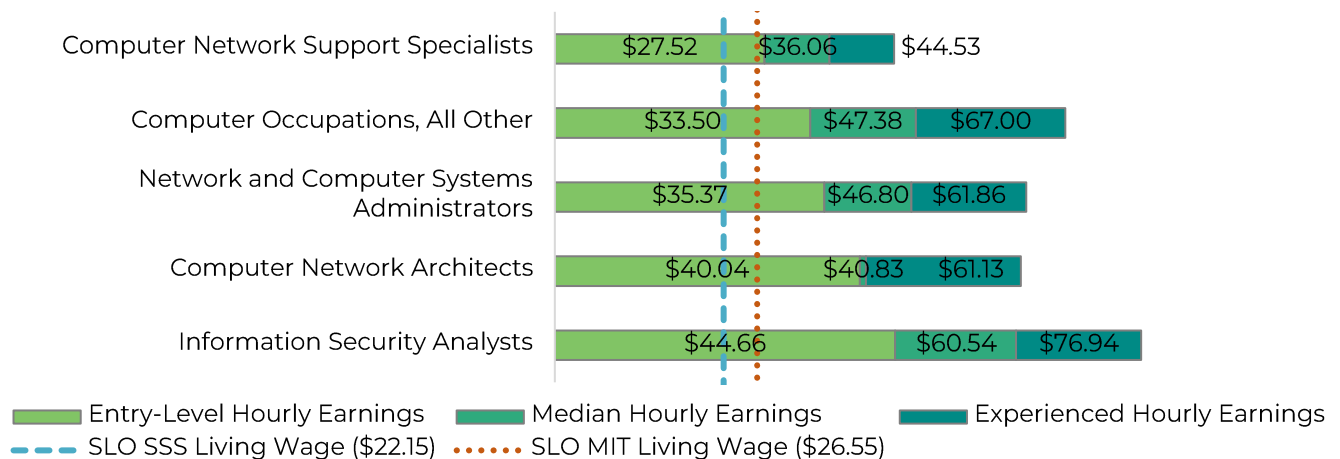 Computer Network Support Specialists $27.52 $36.06 $44.53
Computer Occupations, All Other $33.50 $47.38 $67.00
Network and Computer Systems
Administrators $35.37 $46.80 $61.86
Computer Network Architects $40.04 $40.83 $61.13
Information Security Analysts $44.66 $60.54 $76.94
Entry-Level Hourly Earnings Median Hourly Earnings Experienced Hourly Earnings
SLO SSS Living Wage ($22.15) SLO MIT Living Wage ($26.55)